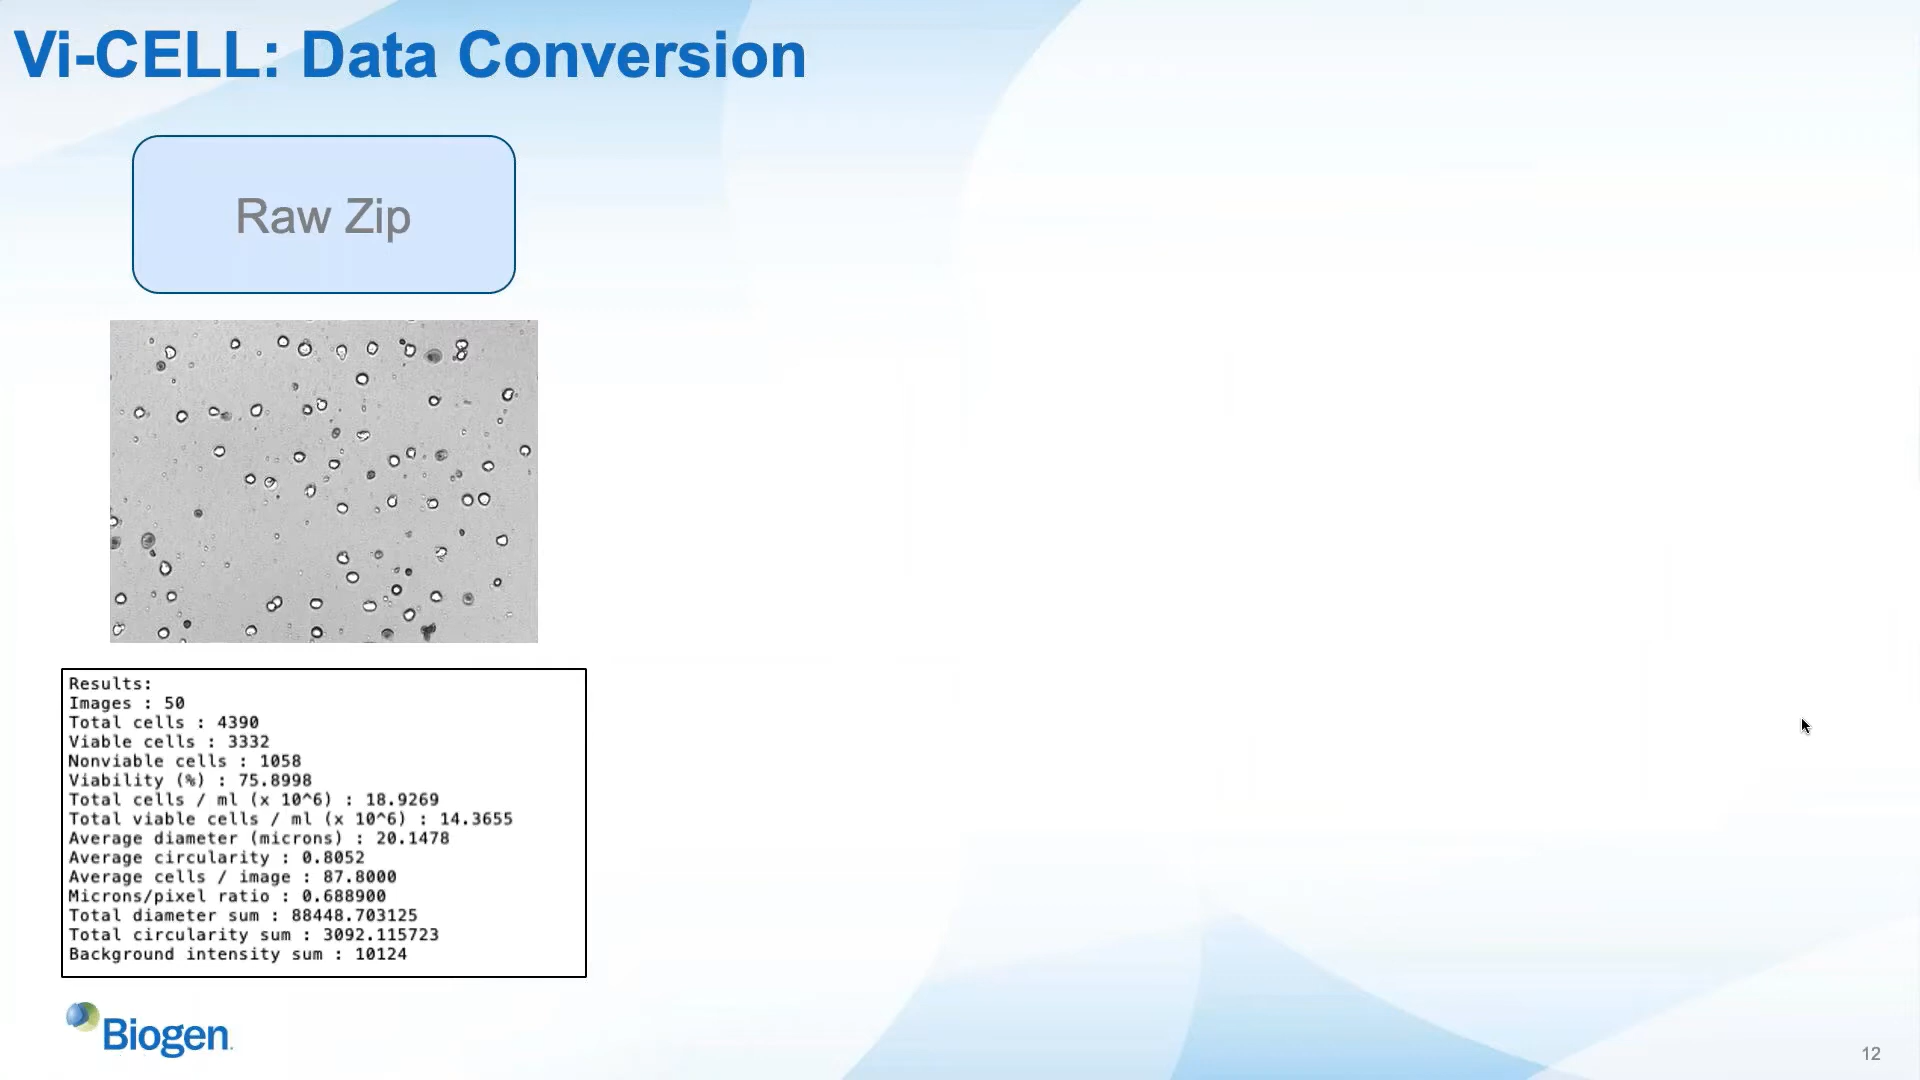 Vi-CELL: Data Conversion
Raw Zip
Results:
Images : 50
Total cells : 4390
Viable cells : 3332
Nonviable cells : 1058
Viability (%) : 75.8998
Total cells / ml (x 10^6) : 18.9269
Total viable cells / ml (x 10^6) : 14.3655
Average diameter (microns) : 20.1478
Average circularity : 0.8052
Average cells / image : 87.8000
Microns/pixel ratio : 0.688900
Total diameter sum : 88448.703125
Total circularity sum : 3092.115723
Background intensity sum : 10124
Biogen.
12